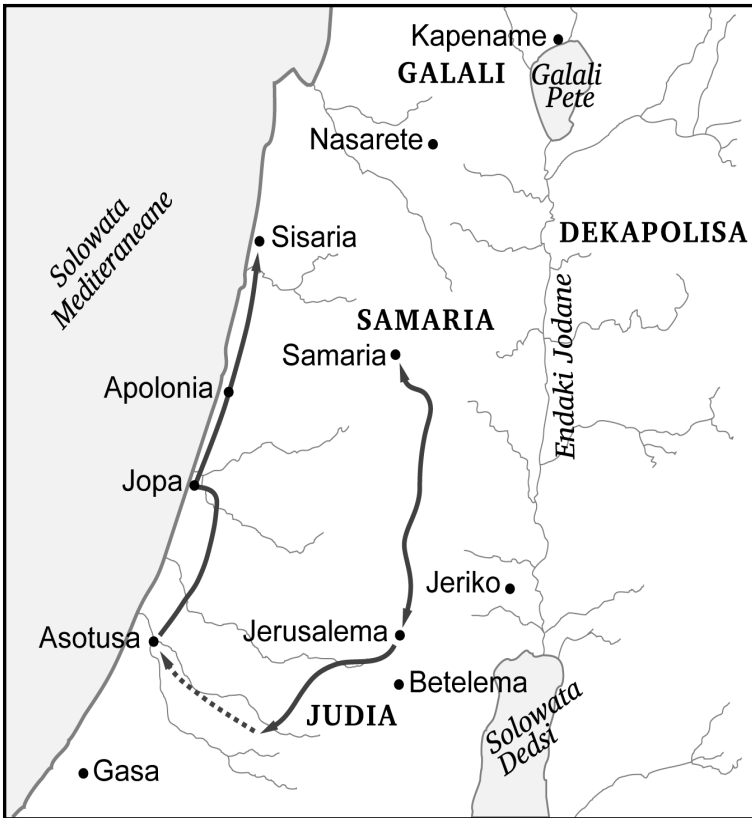 Kapename
GALALI
Galali
Pete
Nasarete
Solowata
Mediteraneane
Sisaria
DEKAPOLISA
SAMARIA
Samaria
Endaki Jodane
Apolonia
Jopa
Jeriko
Asotusa
Jerusalema
Betelema
JUDIA
Solowata
Dedsi
Gasa